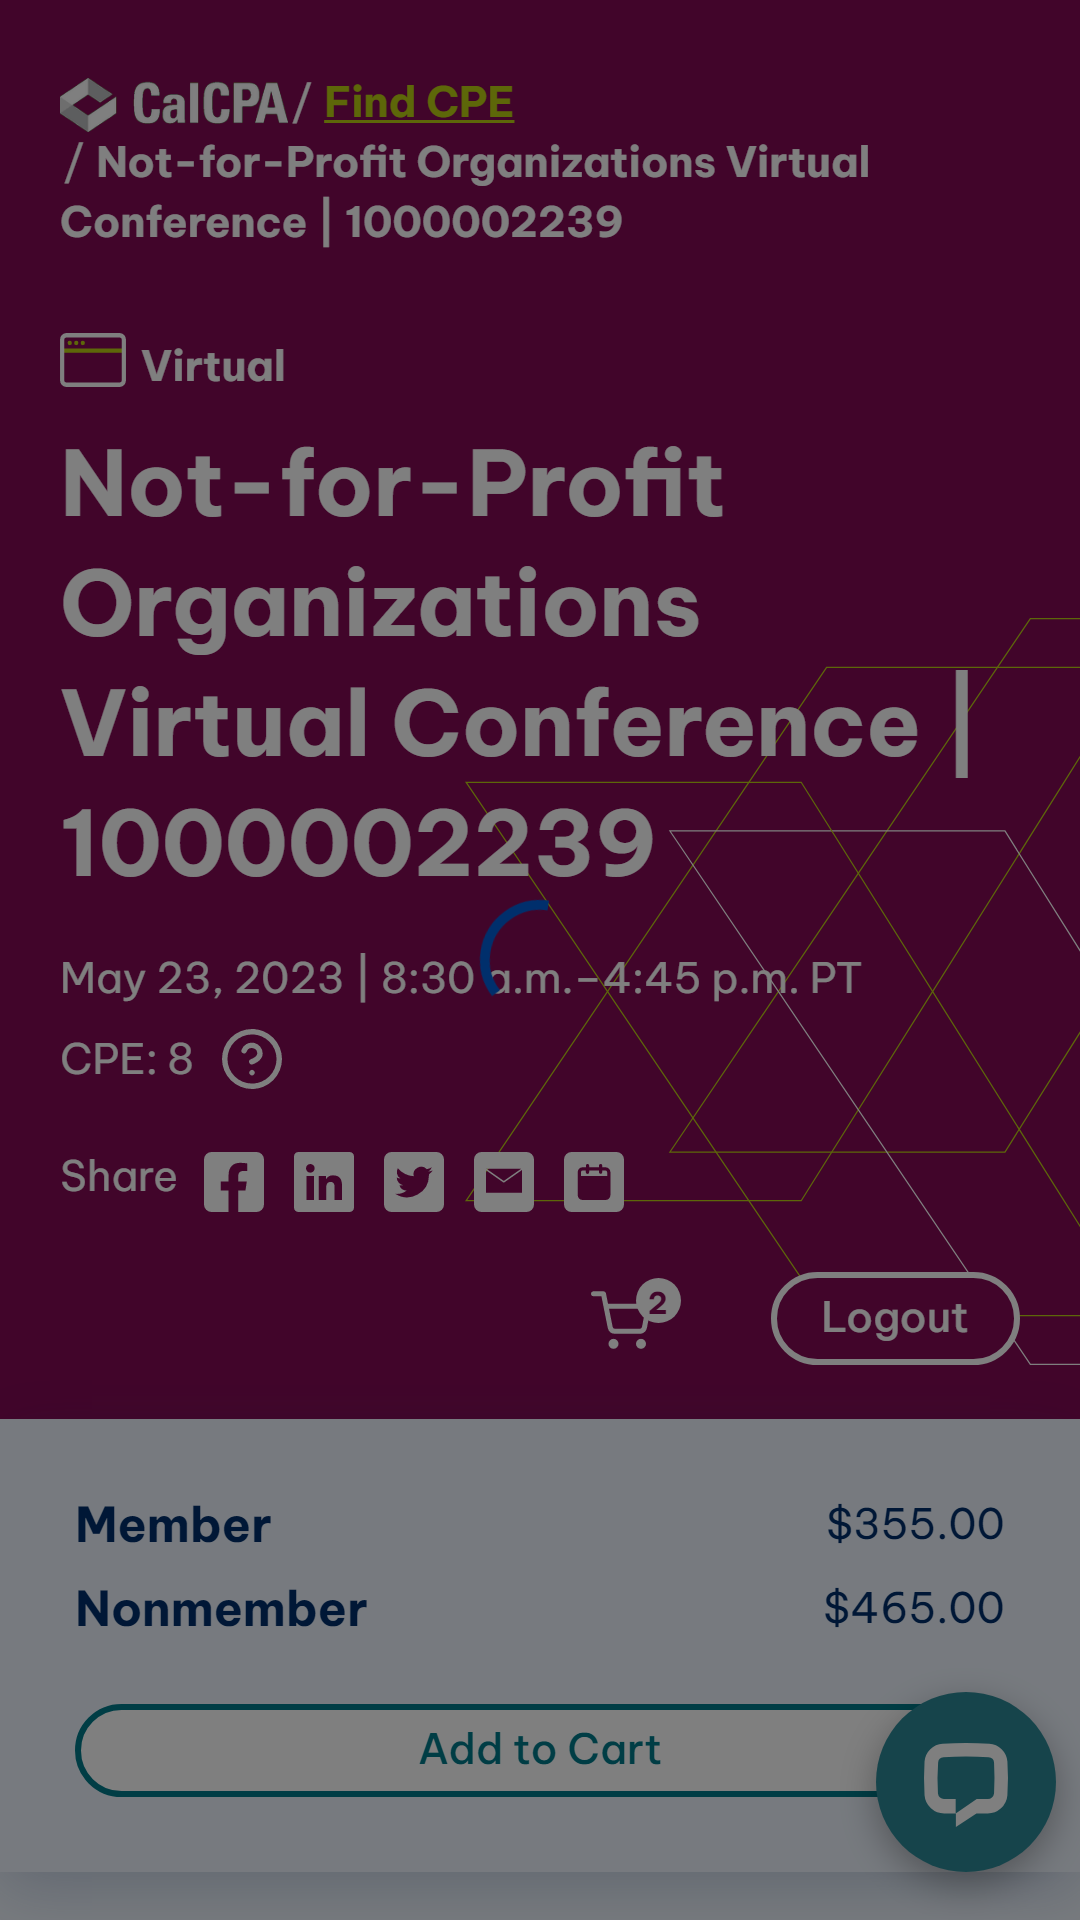 CalCPA / Find CPE
/ Not-for-Profit Organizations Virtual
Conference | 1000002239
Virtual
Not-for-Profit
Organizations
Virtual Conference |
1000002239
May 23, 2023 | 8:30 a.m.–4:45 p.m. PT
CPE: 8 ?
Share
2
Logout
Member $355.00
Nonmember $465.00
Add to Cart